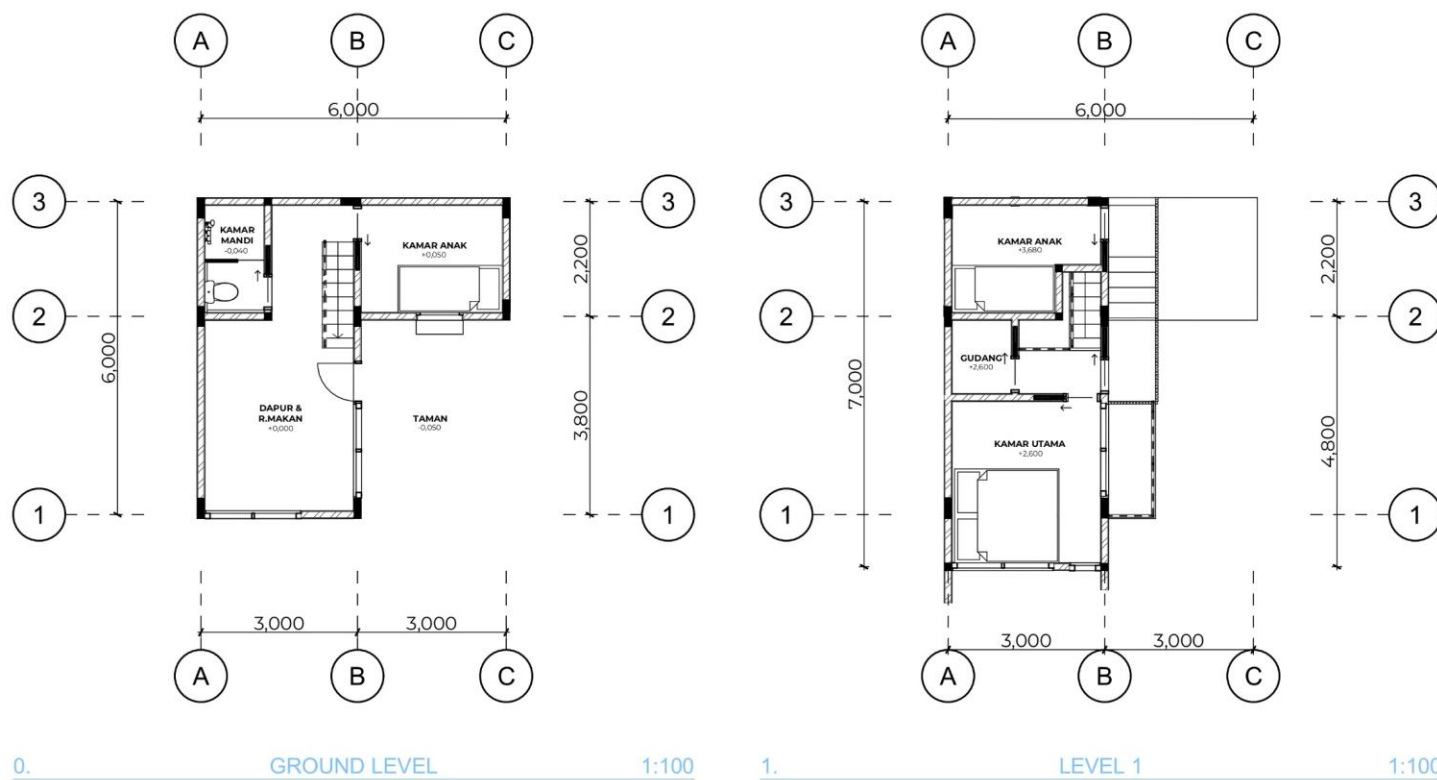 A B C
6,000
3
2
1
6,000
KAMAR
MANDI
-0,040
KAMAR ANAK
+0,050
DAPUR &
R.MAKAN
+0,000
TAMAN
-0,050
2,200
3,800
3
2
1
3,000 3,000
A B C
0. GROUND LEVEL 1:100
A B C
6,000
3
2
1
7,000
KAMAR ANAK
+3,680
GUDANG
+2,600
KAMAR UTAMA
+2,600
2,200
4,800
3
2
1
3,000 3,000
A B C
1. LEVEL 1 1:100